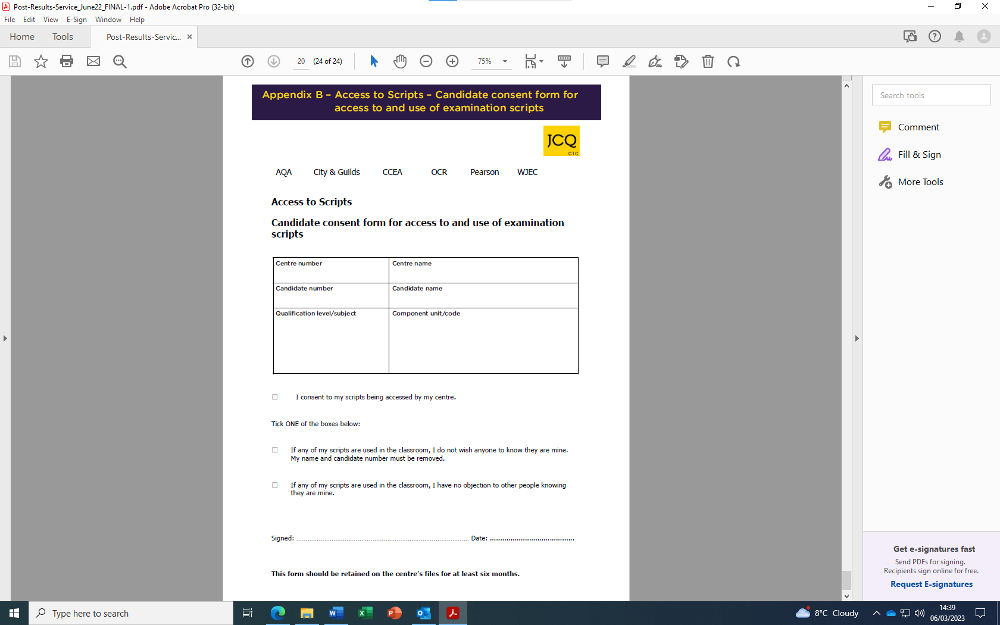 Post-Results-Service_June22_FINAL-1.pdf - Adobe Acrobat Pro (32-bit)
File Edit View E-Sign Window Help
Home Tools Post-Results-Servic... ×
20 (24 of 24) 75%
Appendix B – Access to Scripts – Candidate consent form for
access to and use of examination scripts
JCQ
CIC
AQA City & Guilds CCEA OCR Pearson WJEC
Access to Scripts
Candidate consent form for access to and use of examination
scripts
Centre number Centre name
Candidate number Candidate name
Qualification level/subject Component unit/code
I consent to my scripts being accessed by my centre.
Tick ONE of the boxes below:
If any of my scripts are used in the classroom, I do not wish anyone to know they are mine.
My name and candidate number must be removed.
If any of my scripts are used in the classroom, I have no objection to other people knowing
they are mine.
Signed: ................................................................................................ Date: ..........................................
This form should be retained on the centre's files for at least six months.
Search tools
Comment
Fill & Sign
More Tools
Get e-signatures fast
Send PDFs for signing.
Recipients sign online for free.
Request E-signatures
Type here to search
8°C Cloudy
14:39
06/03/2023